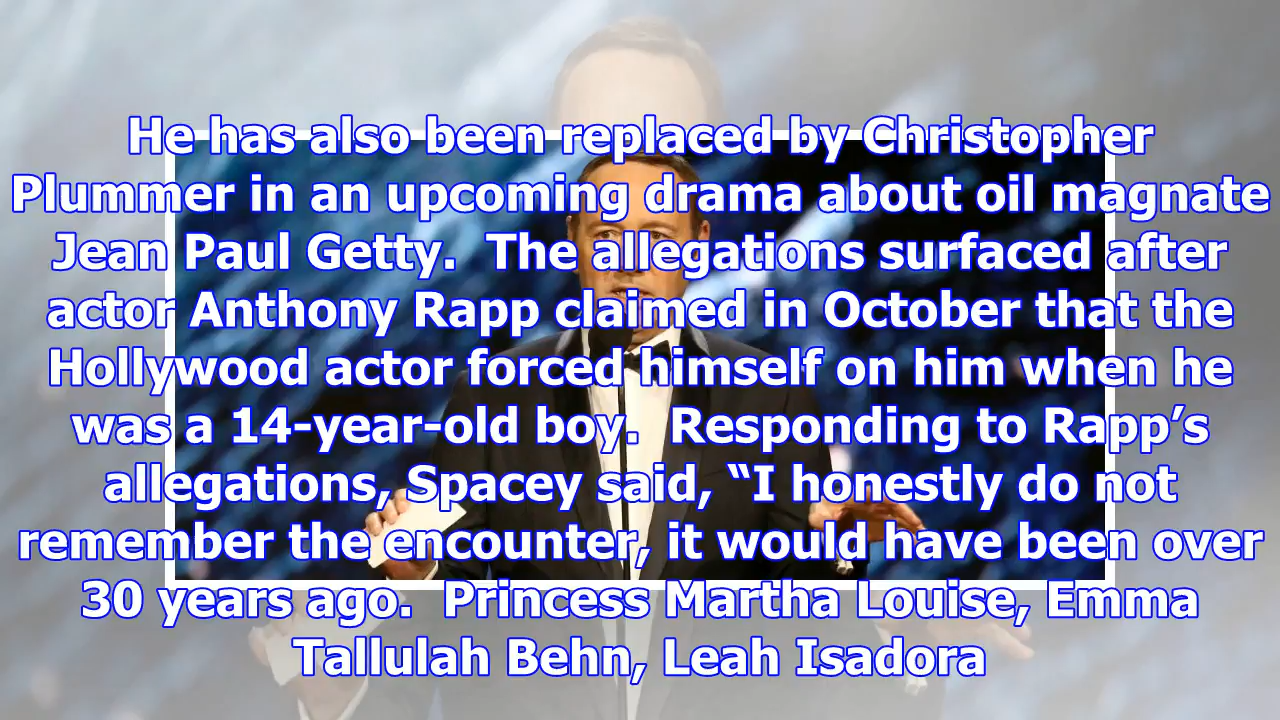 He has also been replaced by Christopher
Plummer in an upcoming drama about oil magnate
Jean Paul Getty.  The allegations surfaced after
actor Anthony Rapp claimed in October that the
Hollywood actor forced himself on him when he
was a 14-year-old boy.  Responding to Rapp’s
allegations, Spacey said, “I honestly do not
remember the encounter, it would have been over
30 years ago.  Princess Martha Louise, Emma
Tallulah Behn, Leah Isadora